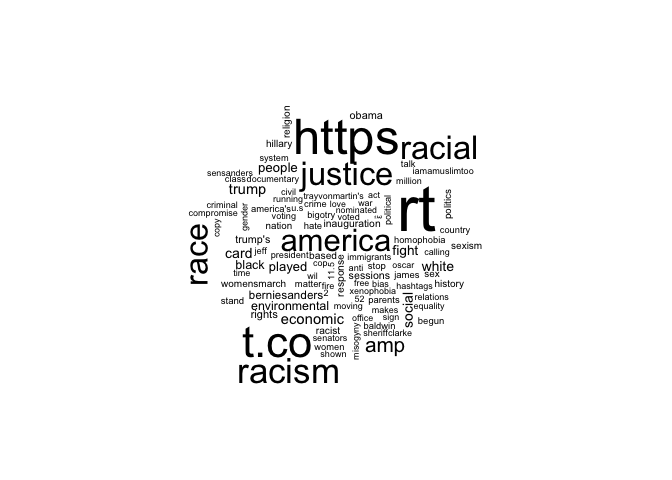 religion
obama
hillary
https
racial
system
talk
people
justice
iamamuslimtoo
sensanders
classdocumentary
million
trump
civil
trayvonmartin's
act
rt
politics
running
crime
love
war
political
criminal
compromise
gender
america's
u.s
nominated
copy
voting
bigotry
voted
nation
hate
inauguration
country
race
trump's
america
homophobia
sexism
card
jeff
president
based
immigrants
fight
calling
black
played
cop
11.5
response
anti
stop
oscar
white
time
wil
sessions
james
sex
womensmarch
matter
fire
free
bias
hashtags
history
xenophobia
berniesanders
2
52
parents
social
relations
stand
environmental
moving
makes
equality
rights
economic
office
sign
begun
t.co
racist
baldwin
senators
misogyny
sheriffclarke
women
amp
shown
racism